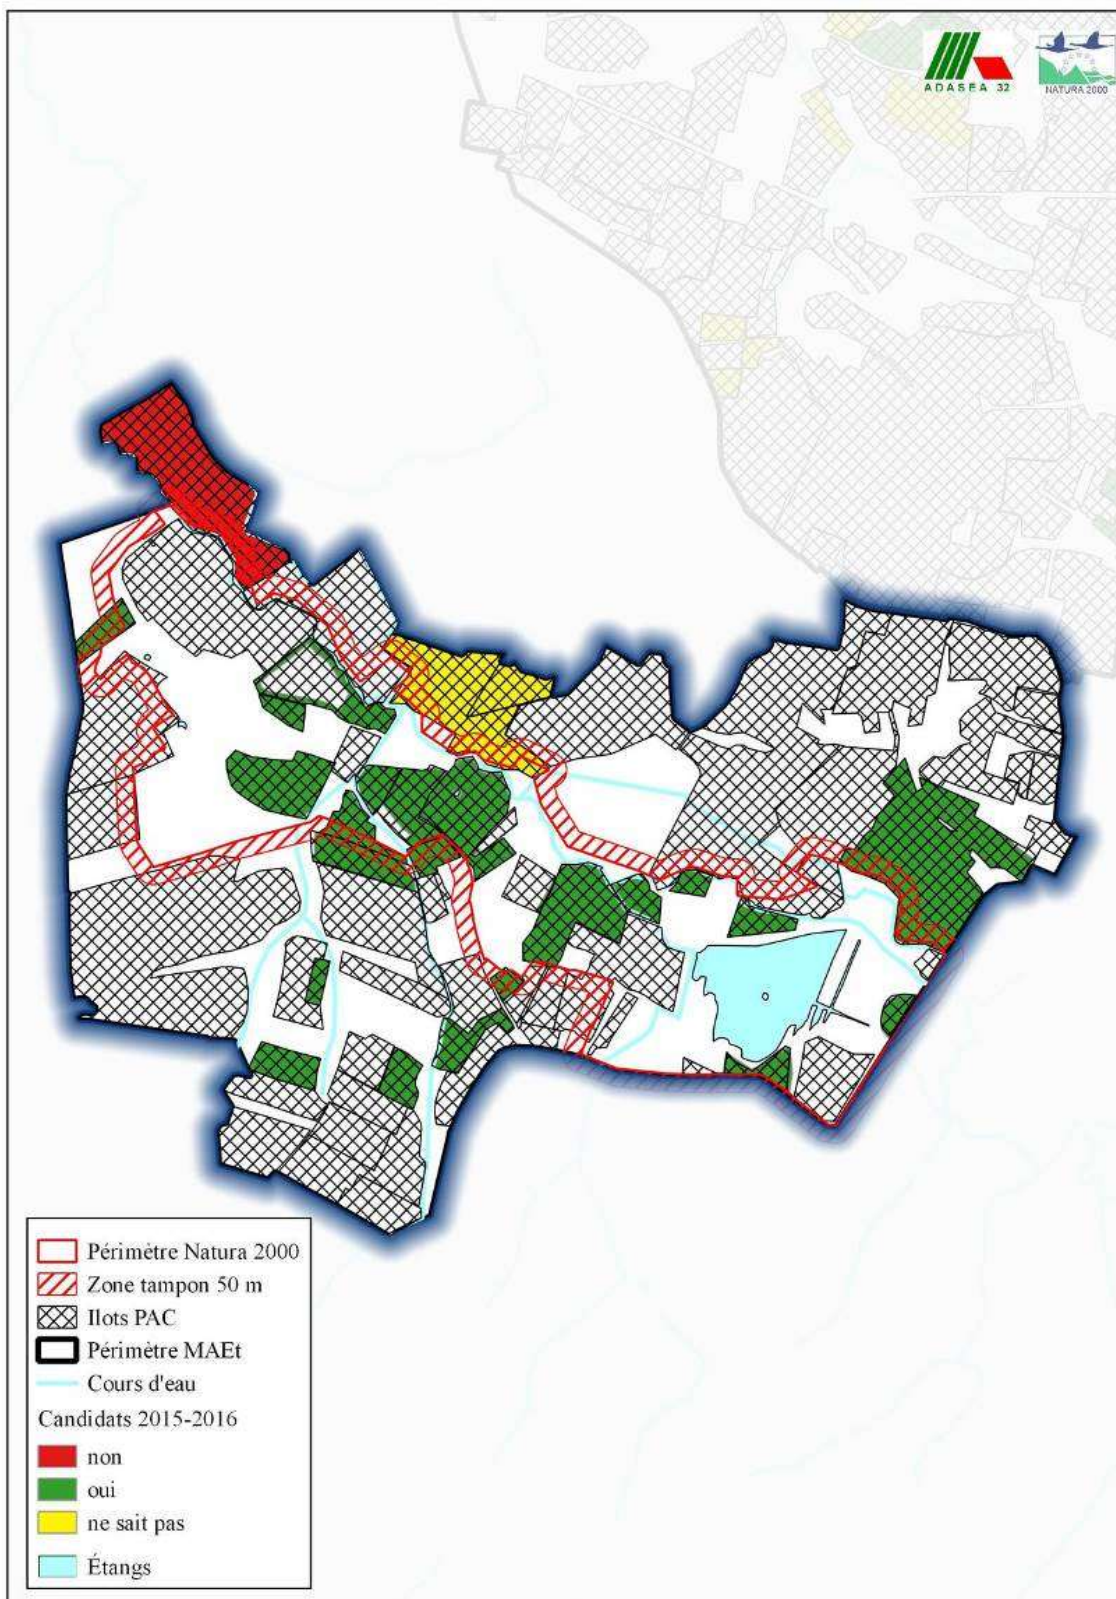 ADASEA 32
NATURA 2000
Périmètre Natura 2000
Zone tampon 50 m
Ilots PAC
Périmètre MAEt
Cours d'eau
Candidats 2015-2016
non
oui
ne sait pas
Étangs